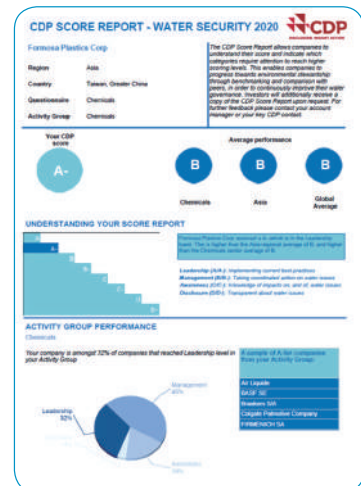 CDP SCORE REPORT - WATER SECURITY 2020
CDP
Formosa Plastics Corp
Region Asia
Country Taiwan, Greater China
Questionnaire Chemicals
Activity Group Chemicals
The CDP Score Report allows companies to
understand their score and indicate which
categories require attention to reach higher
scoring levels. This enables companies to
progress towards environmental stewardship
through benchmarking and comparison with
peers, in order to continuously improve their water
governance. Investors will additionally receive a
copy of the CDP Score Report upon request. For
further feedback please contact your account
manager or your key CDP contact.
Your CDP
score
Average performance
A-
B
B
B
Chemicals
Asia
Global
Average
UNDERSTANDING YOUR SCORE REPORT
A-
B
Formosa Plastics Corp received a A- which is in the Leadership
band. This is higher than the Asia regional average of B, and higher
than the Chemicals sector average of B.
Leadership (A/A-): Implementing current best practices
Management (B/B-): Taking coordinated action on water issues
Awareness (C/C-): Knowledge of impacts on, and of, water issues
Disclosure (D/D-): Transparent about water issues
ACTIVITY GROUP PERFORMANCE
Chemicals
Your company is amongst 32% of companies that reached Leadership level in
your Activity Group
A sample of A-list companies
from your Activity Group:
Air Liquide
BASF SE
Braskem S/A
Colgate Palmolive Company
FIRMENICH SA
Management
Leadership
32%
Awareness